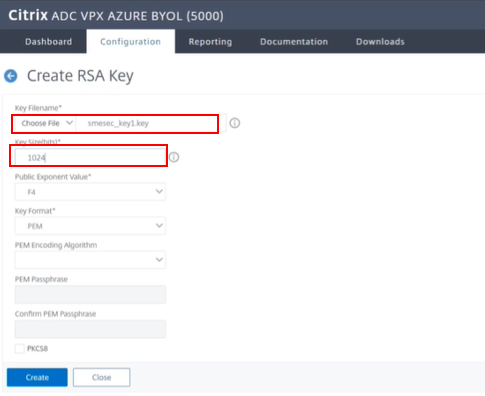 Citrix ADC VPX AZURE BYOL (5000)
Dashboard Configuration Reporting Documentation Downloads
Create RSA Key
Key Filename*
Choose File smesec_key1.key
Key Size(bits)*
1024
Public Exponent Value*
F4
Key Format*
PEM
PEM Encoding Algorithm
PEM Passphrase
Confirm PEM Passphrase
PKCS8
Create Close